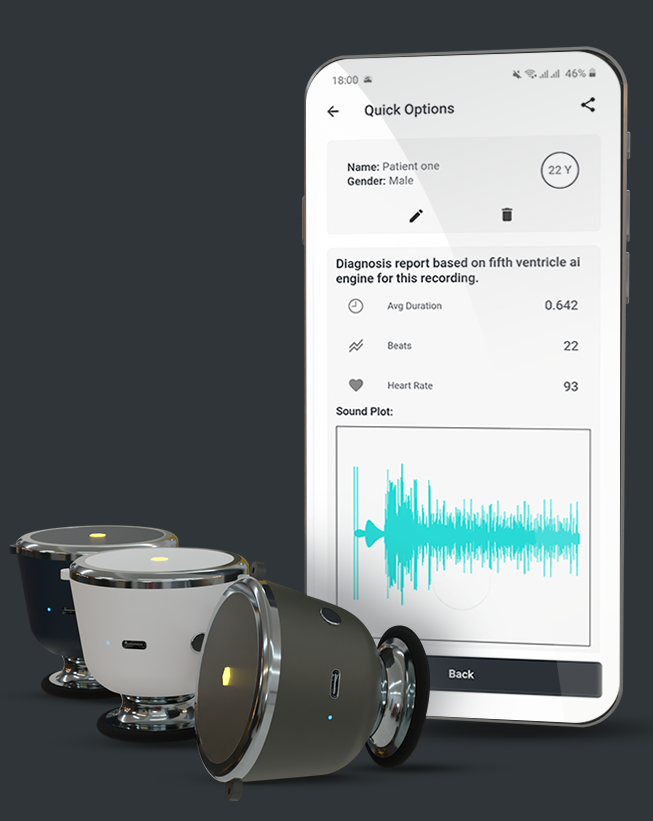 18:00 46%
Quick Options
Name: Patient one
Gender: Male
22 Y
Diagnosis report based on fifth ventricle ai
engine for this recording.
Avg Duration 0.642
Beats 22
Heart Rate 93
Sound Plot:
Back